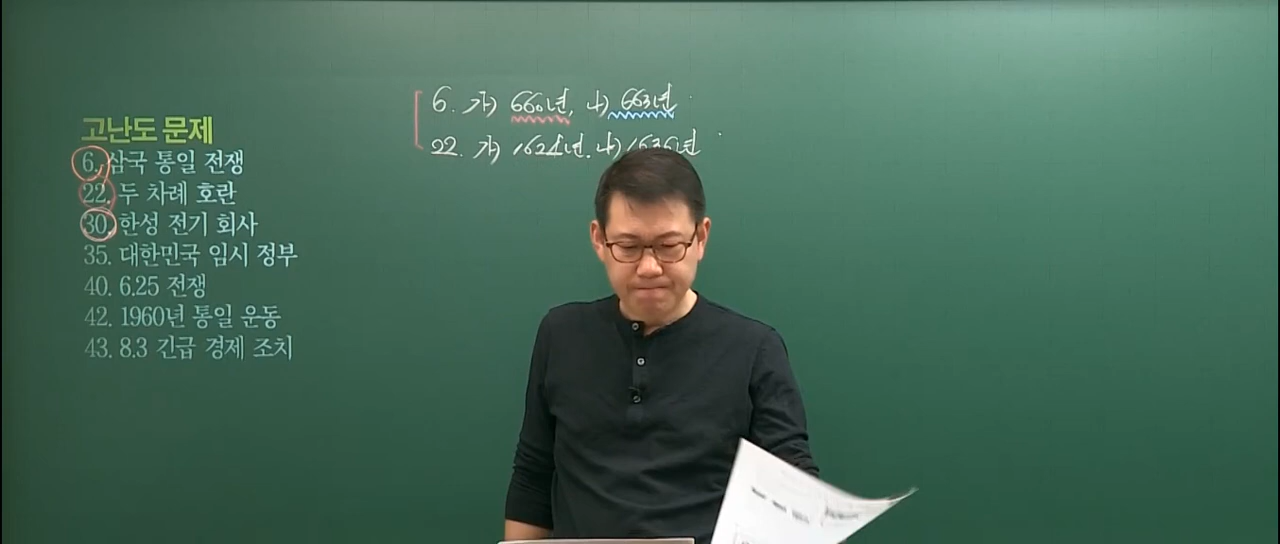 고난도 문제
6. 삼국 통일 전쟁
22. 두 차례 호란
30. 한성 전기 회사
35. 대한민국 임시 정부
40. 6.25 전쟁
42. 1960년 통일 운동
43. 8.3 긴급 경제 조치
6. 가) 660년, 나) 663년
22. 가) 1624년. 나) 1636년